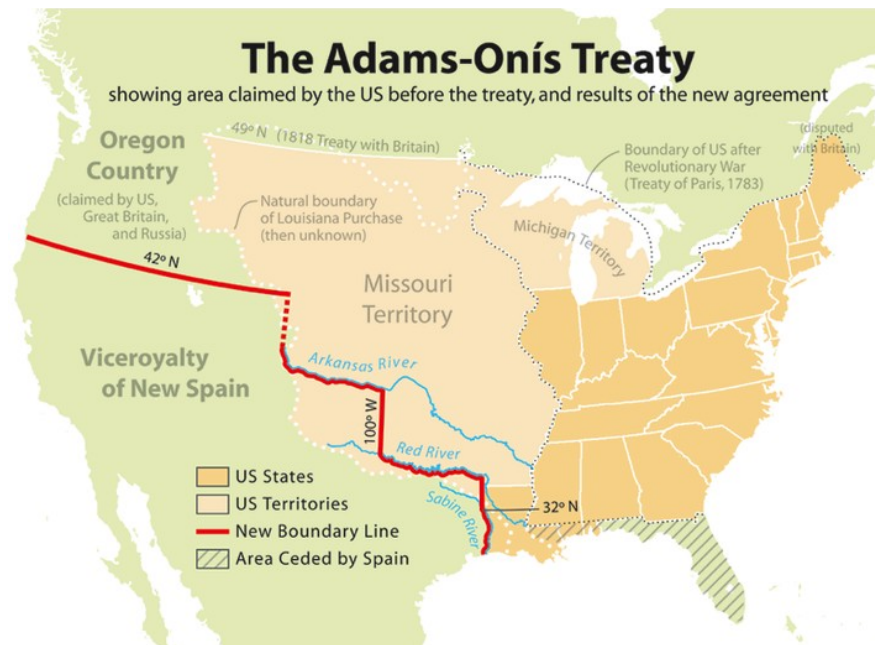 The Adams-Onís Treaty
showing area claimed by the US before the treaty, and results of the new agreement
Oregon
Country
(claimed by US,
Great Britain,
and Russia)
49º N (1818 Treaty with Britain)
Natural boundary
of Louisiana Purchase
(then unknown)
Boundary of US after
Revolutionary War
(Treaty of Paris, 1783)
(disputed
with Britain)
Michigan Territory
42º N
Missouri
Territory
Viceroyalty
of New Spain
Arkansas River
100º W
Red River
Sabine River
32º N
US States
US Territories
New Boundary Line
Area Ceded by Spain